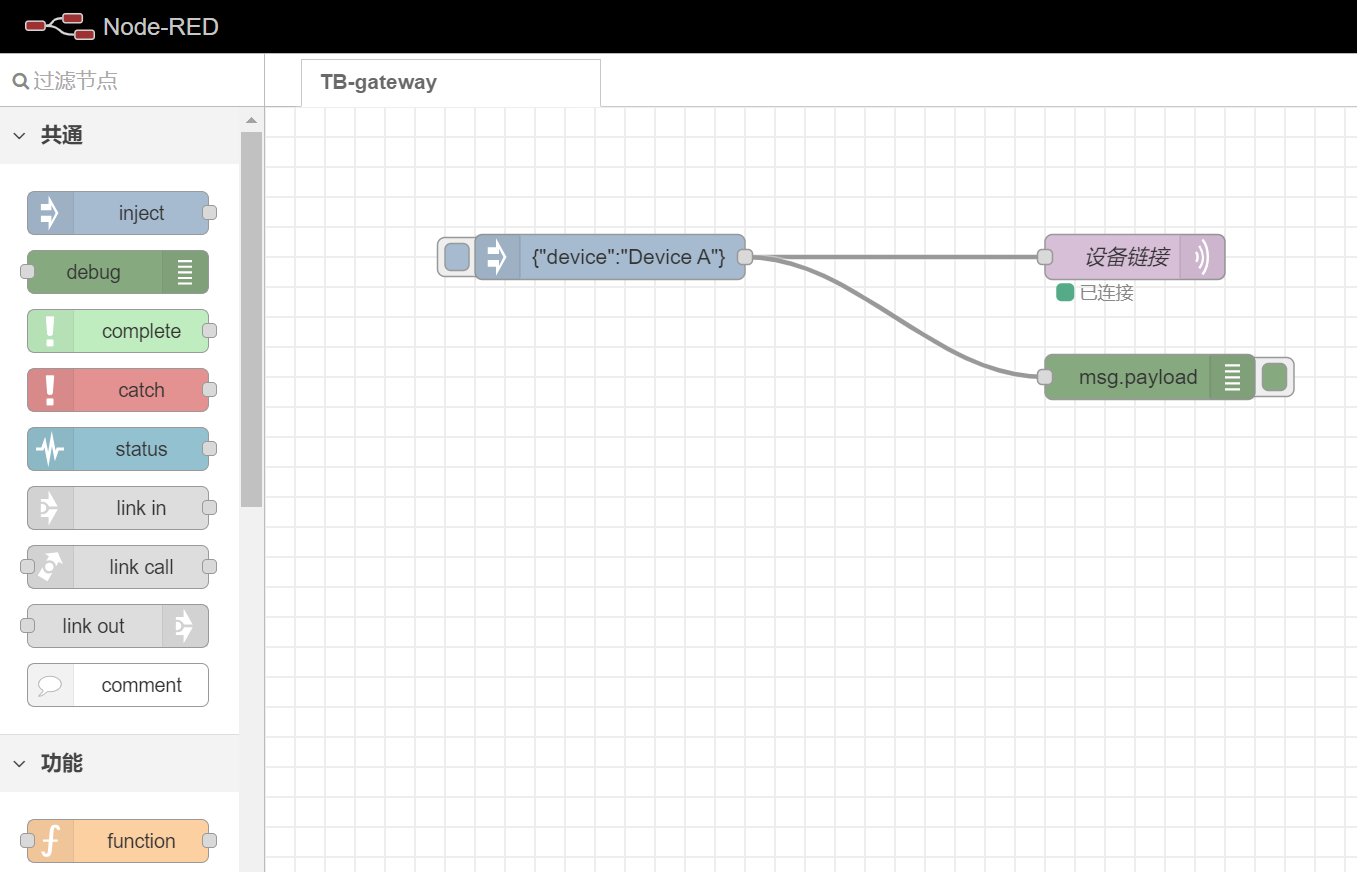 Node-RED
过滤节点
TB-gateway
共通
inject
debug
complete
catch
status
link in
link call
link out
comment
功能
function
{"device":"Device A"}
设备链接
已连接
msg.payload